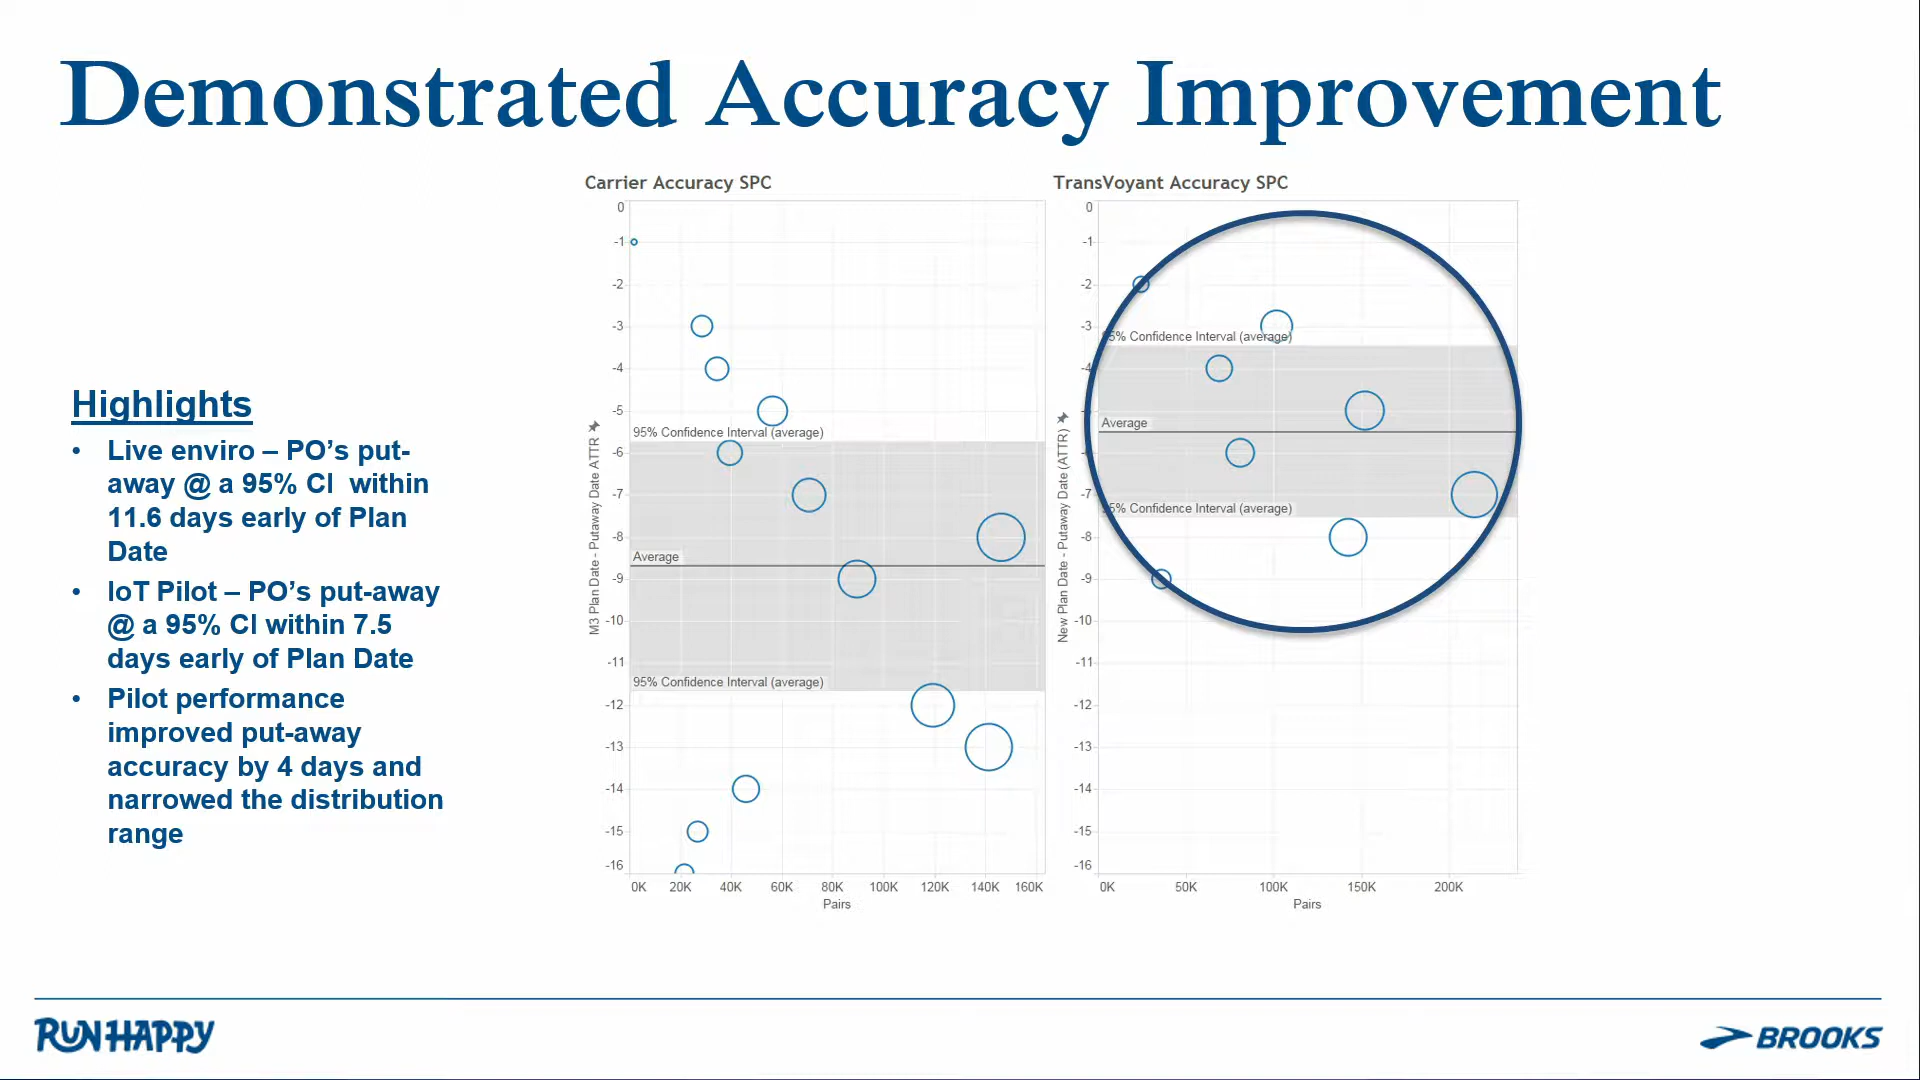 Demonstrated Accuracy Improvement
Highlights
• Live enviro – PO's put-
away @ a 95% CI within
11.6 days early of Plan
Date
• IoT Pilot – PO's put-away
@ a 95% CI within 7.5
days early of Plan Date
• Pilot performance
improved put-away
accuracy by 4 days and
narrowed the distribution
range
Carrier Accuracy SPC
M3 Plan Date - Putaway Date ATTR
0
-1
-2
-3
-4
-5
-6
-7
-8
-9
-10
-11
-12
-13
-14
-15
-16
95% Confidence Interval (average)
Average
95% Confidence Interval (average)
0K 20K 40K 60K 80K 100K 120K 140K 160K
Pairs
TransVoyant Accuracy SPC
New Plan Date - Putaway Date (ATTR)
0
-1
-2
-3
-4
-7
-8
-9
-10
-11
-12
-13
-14
-15
-16
Confidence Interval (average)
Average
Confidence Interval (average)
0K 50K 100K 150K 200K
Pairs
RUN HAPPY
BROOKS